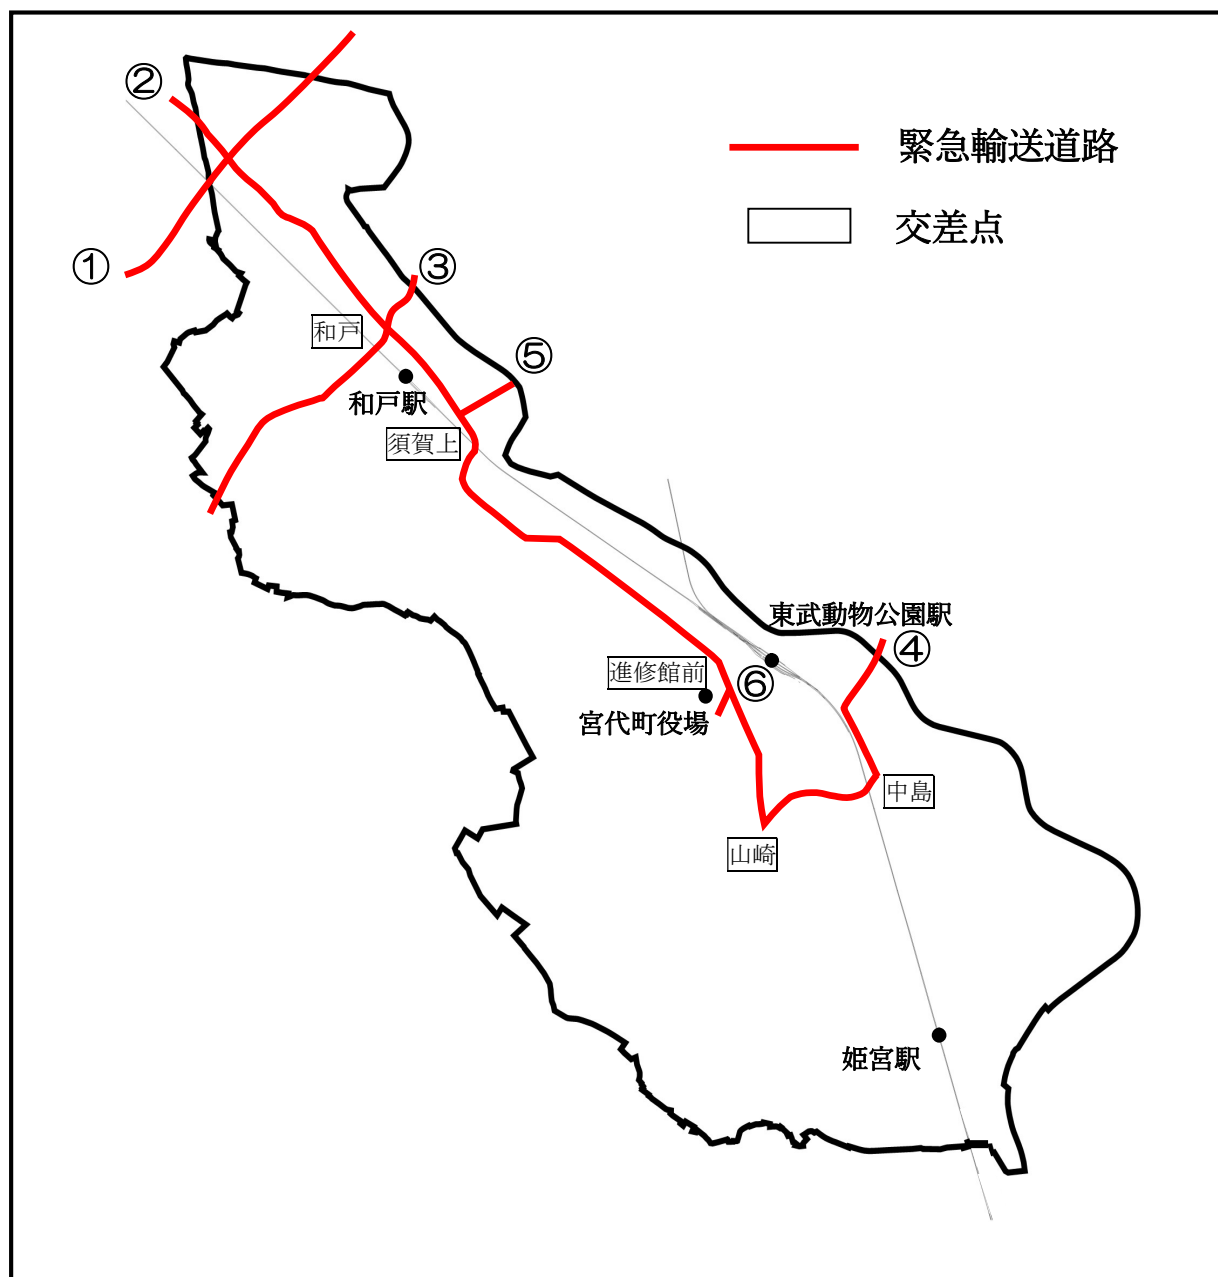 ②
緊急輸送道路
交差点
①
③
和戸
⑤
和戸駅
須賀上
東武動物公園駅
④
進修館前
⑥
宮代町役場
中島
山崎
姫宮駅